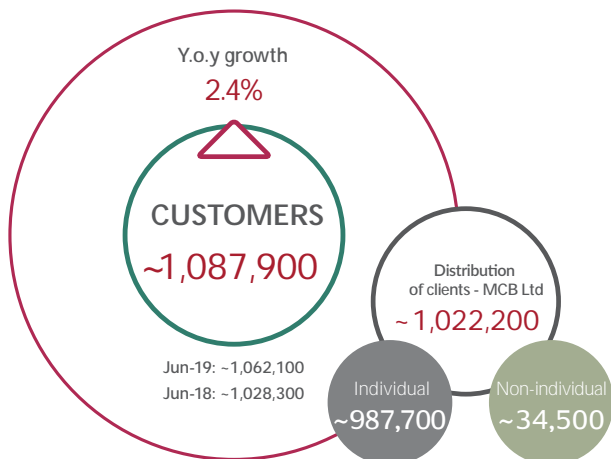 Y.o.y growth
2.4%
CUSTOMERS
~1,087,900
Jun-19: ~1,062,100
Jun-18: ~1,028,300
Distribution
of clients - MCB Ltd
~ 1,022,200
Individual
~987,700
Non-individual
~34,500